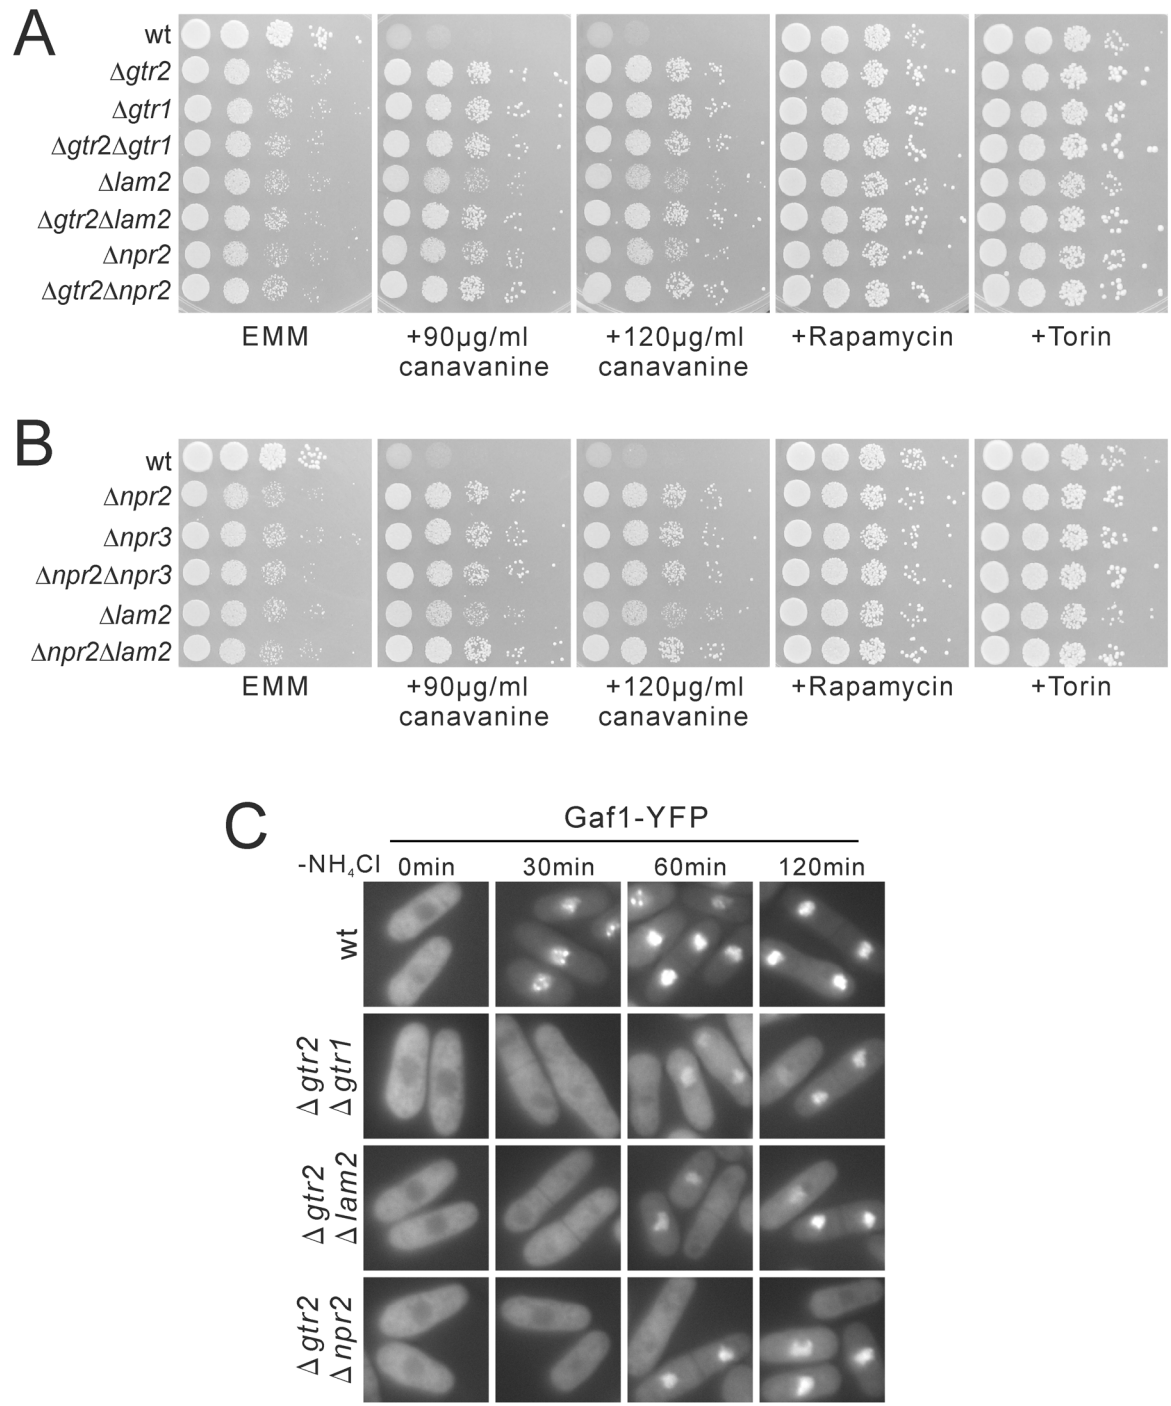 A
wt
Δgtr2
Δgtr1
Δgtr2Δgtr1
Δlam2
Δgtr2Δlam2
Δnpr2
Δgtr2Δnpr2
EMM
+90µg/ml
canavanine
+120µg/ml
canavanine
+Rapamycin
+Torin
B
wt
Δnpr2
Δnpr3
Δnpr2Δnpr3
Δlam2
Δnpr2Δlam2
EMM
+90µg/ml
canavanine
+120µg/ml
canavanine
+Rapamycin
+Torin
C
Gaf1-YFP
-NH₄Cl 0min 30min 60min 120min
wt
Δgtr2
Δgtr1
Δgtr2
Δlam2
Δgtr2
Δnpr2